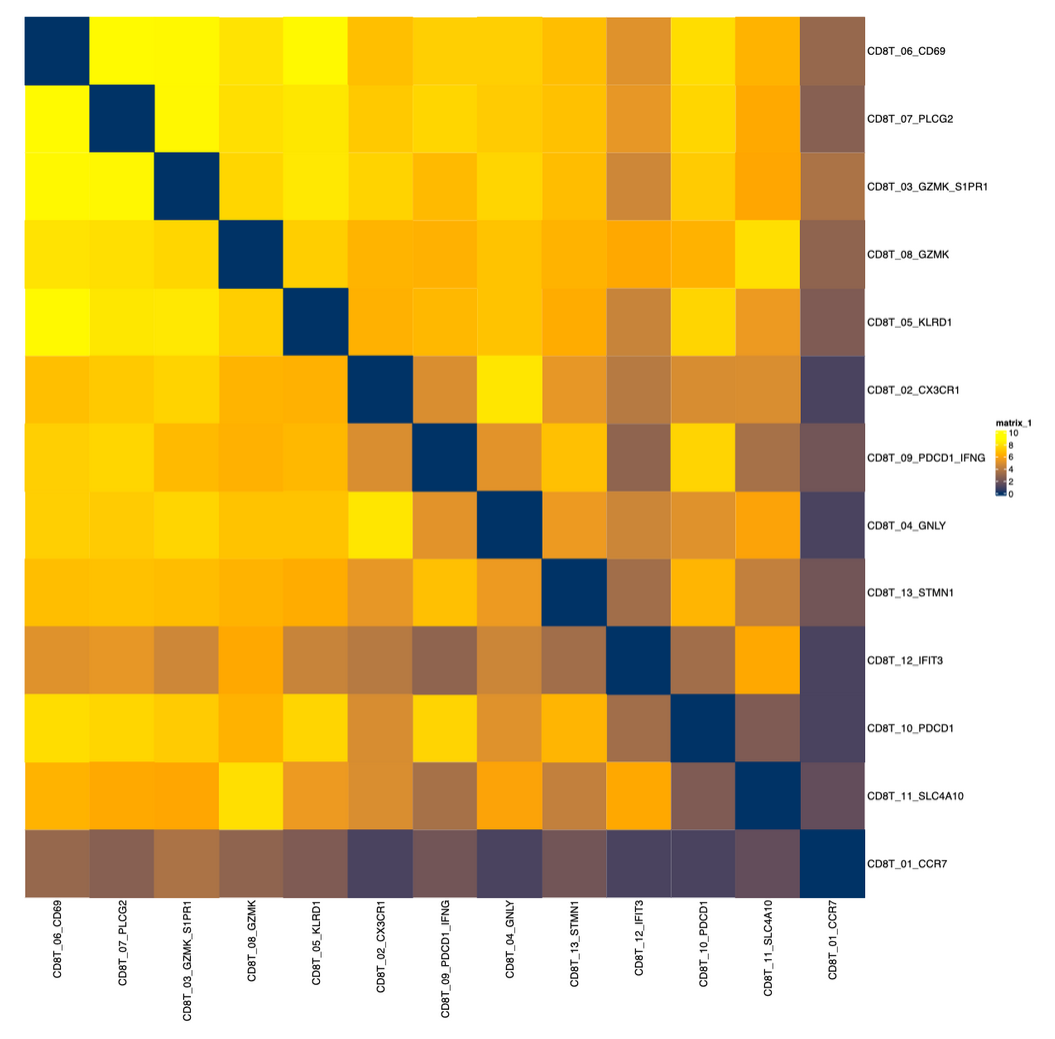 CD8T_06_CD69
CD8T_07_PLCG2
CD8T_03_GZMK_S1PR1
CD8T_08_GZMK
CD8T_05_KLRD1
CD8T_02_CX3CR1
CD8T_09_PDCD1_IFNG
CD8T_04_GNLY
CD8T_13_STMN1
CD8T_12_IFIT3
CD8T_10_PDCD1
CD8T_11_SLC4A10
CD8T_01_CCR7
matrix_1
10
8
6
4
2
0
CD8T_06_CD69
CD8T_07_PLCG2
CD8T_03_GZMK_S1PR1
CD8T_08_GZMK
CD8T_05_KLRD1
CD8T_02_CX3CR1
CD8T_09_PDCD1_IFNG
CD8T_04_GNLY
CD8T_13_STMN1
CD8T_12_IFIT3
CD8T_10_PDCD1
CD8T_11_SLC4A10
CD8T_01_CCR7